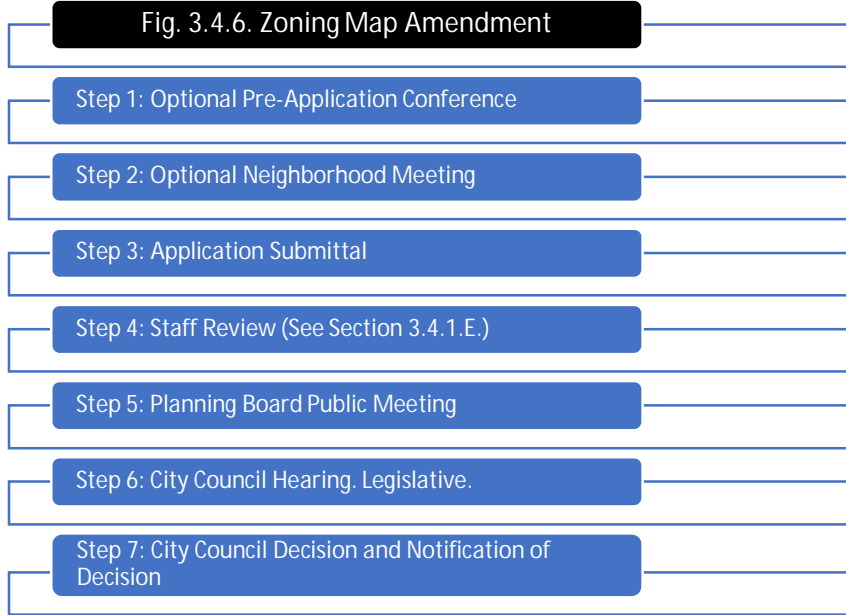 Fig. 3.4.6. Zoning Map Amendment
Step 1: Optional Pre-Application Conference
Step 2: Optional Neighborhood Meeting
Step 3: Application Submittal
Step 4: Staff Review (See Section 3.4.1.E.)
Step 5: Planning Board Public Meeting
Step 6: City Council Hearing. Legislative.
Step 7: City Council Decision and Notification of
Decision